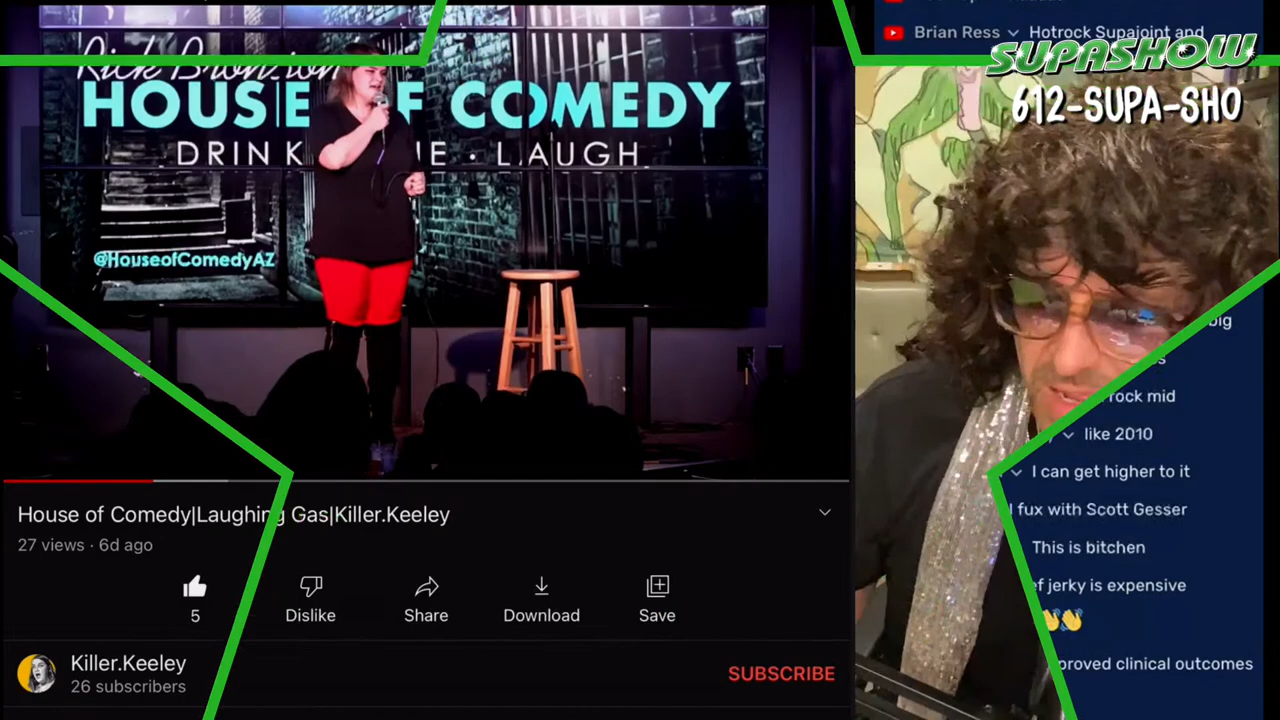 Rick Bronson
HOUSE F COMEDY
DRINK E • LAUGH
@HouseofComedyAZ
House of Comedy|Laughing Gas|Killer.Keeley
27 views · 6d ago
5
Dislike
Share
Download
Save
Killer.Keeley
26 subscribers
SUBSCRIBE
Brian Ress Hotrock Supajoint and
SUPASHOW
612-SUPA-SHO
big
rock mid
like 2010
I can get higher to it
I fux with Scott Gesser
This is bitchen
ef jerky is expensive
👋👋
proved clinical outcomes